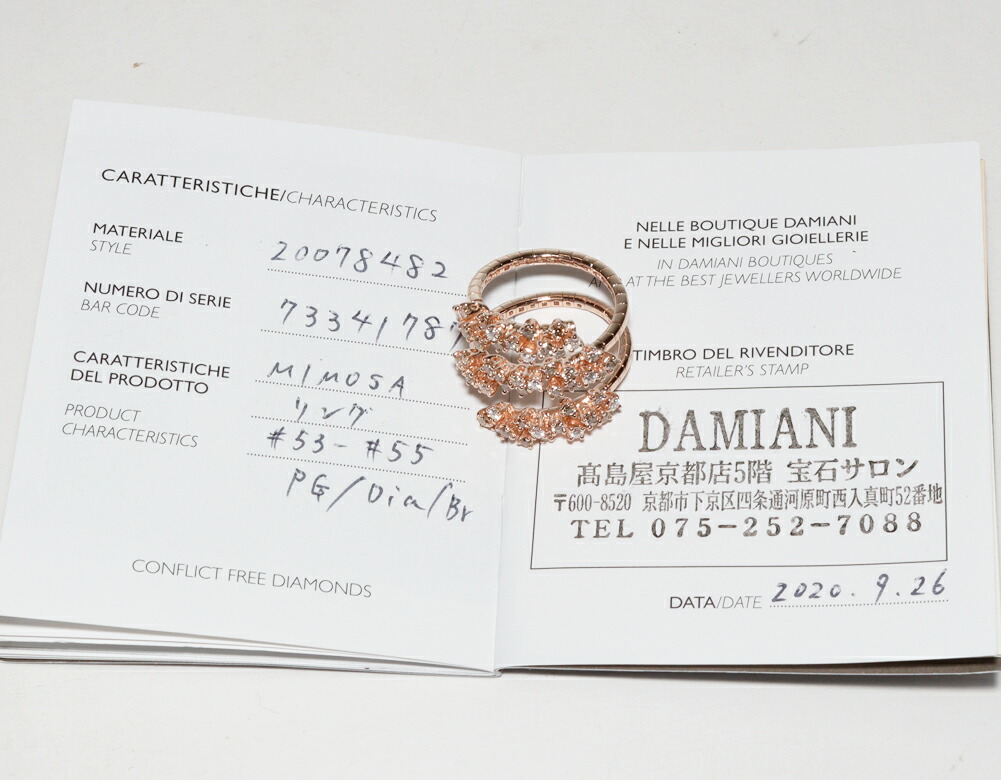 CARATTERISTICHE/CHARACTERISTICS
MATERIALE
STYLE
20078482
NUMERO DI SERIE
BAR CODE
7334178
CARATTERISTICHE
DEL PRODOTTO
PRODUCT
CHARACTERISTICS
MIMOSA
リング
#53-#55
PG/Dia/Br
CONFLICT FREE DIAMONDS
NELLE BOUTIQUE DAMIANI
E NELLE MIGLIORI GIOIELLERIE
IN DAMIANI BOUTIQUES
AT THE BEST JEWELLERS WORLDWIDE
TIMBRO DEL RIVENDITORE
RETAILER'S STAMP
DAMIANI
髙島屋京都店5階 宝石サロン
〒600-8520 京都市下京区四条通河原町西入真町52番地
TEL 075-252-7088
DATA/DATE 2020.9.26